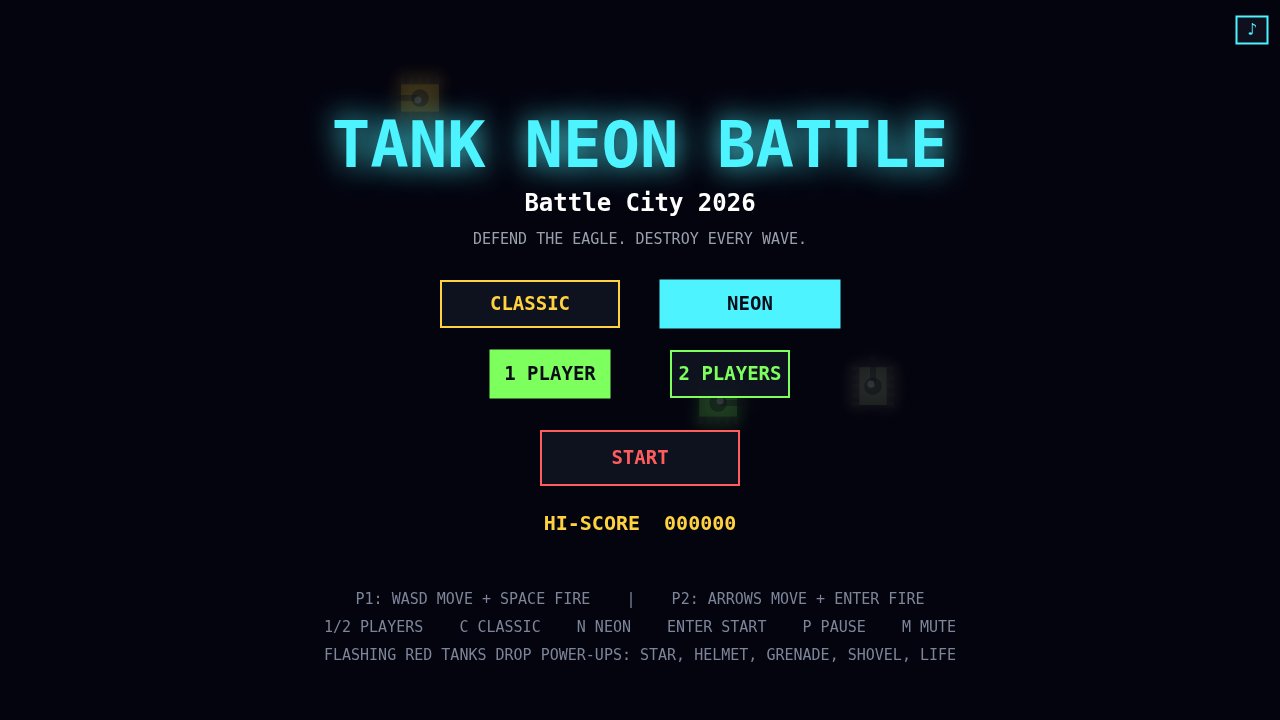 ♪
TANK NEON BATTLE
Battle City 2026
DEFEND THE EAGLE. DESTROY EVERY WAVE.
CLASSIC NEON
1 PLAYER 2 PLAYERS
START
HI-SCORE 000000
P1: WASD MOVE + SPACE FIRE | P2: ARROWS MOVE + ENTER FIRE
1/2 PLAYERS C CLASSIC N NEON ENTER START P PAUSE M MUTE
FLASHING RED TANKS DROP POWER-UPS: STAR, HELMET, GRENADE, SHOVEL, LIFE